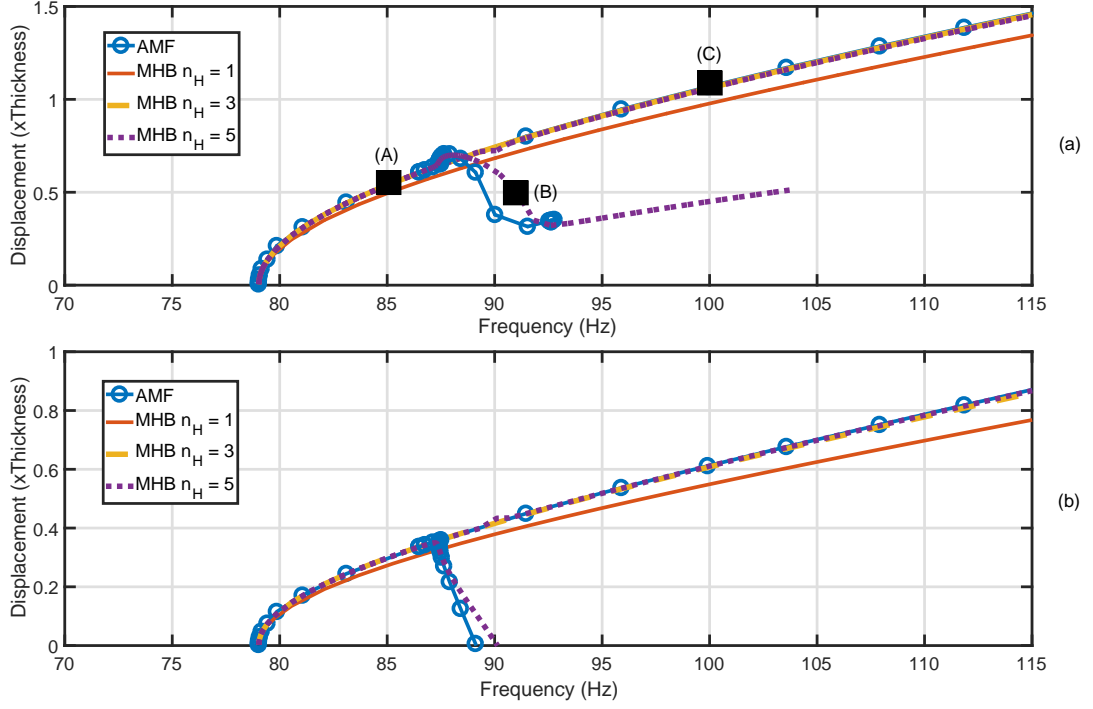 1.5
1
0.5
0
Displacement (xThickness)
AMF
MHB n_H = 1
MHB n_H = 3
MHB n_H = 5
(A)
(B)
(C)
(a)
70 75 80 85 90 95 100 105 110 115
Frequency (Hz)
1
0.8
0.6
0.4
0.2
0
Displacement (xThickness)
AMF
MHB n_H = 1
MHB n_H = 3
MHB n_H = 5
(b)
70 75 80 85 90 95 100 105 110 115
Frequency (Hz)